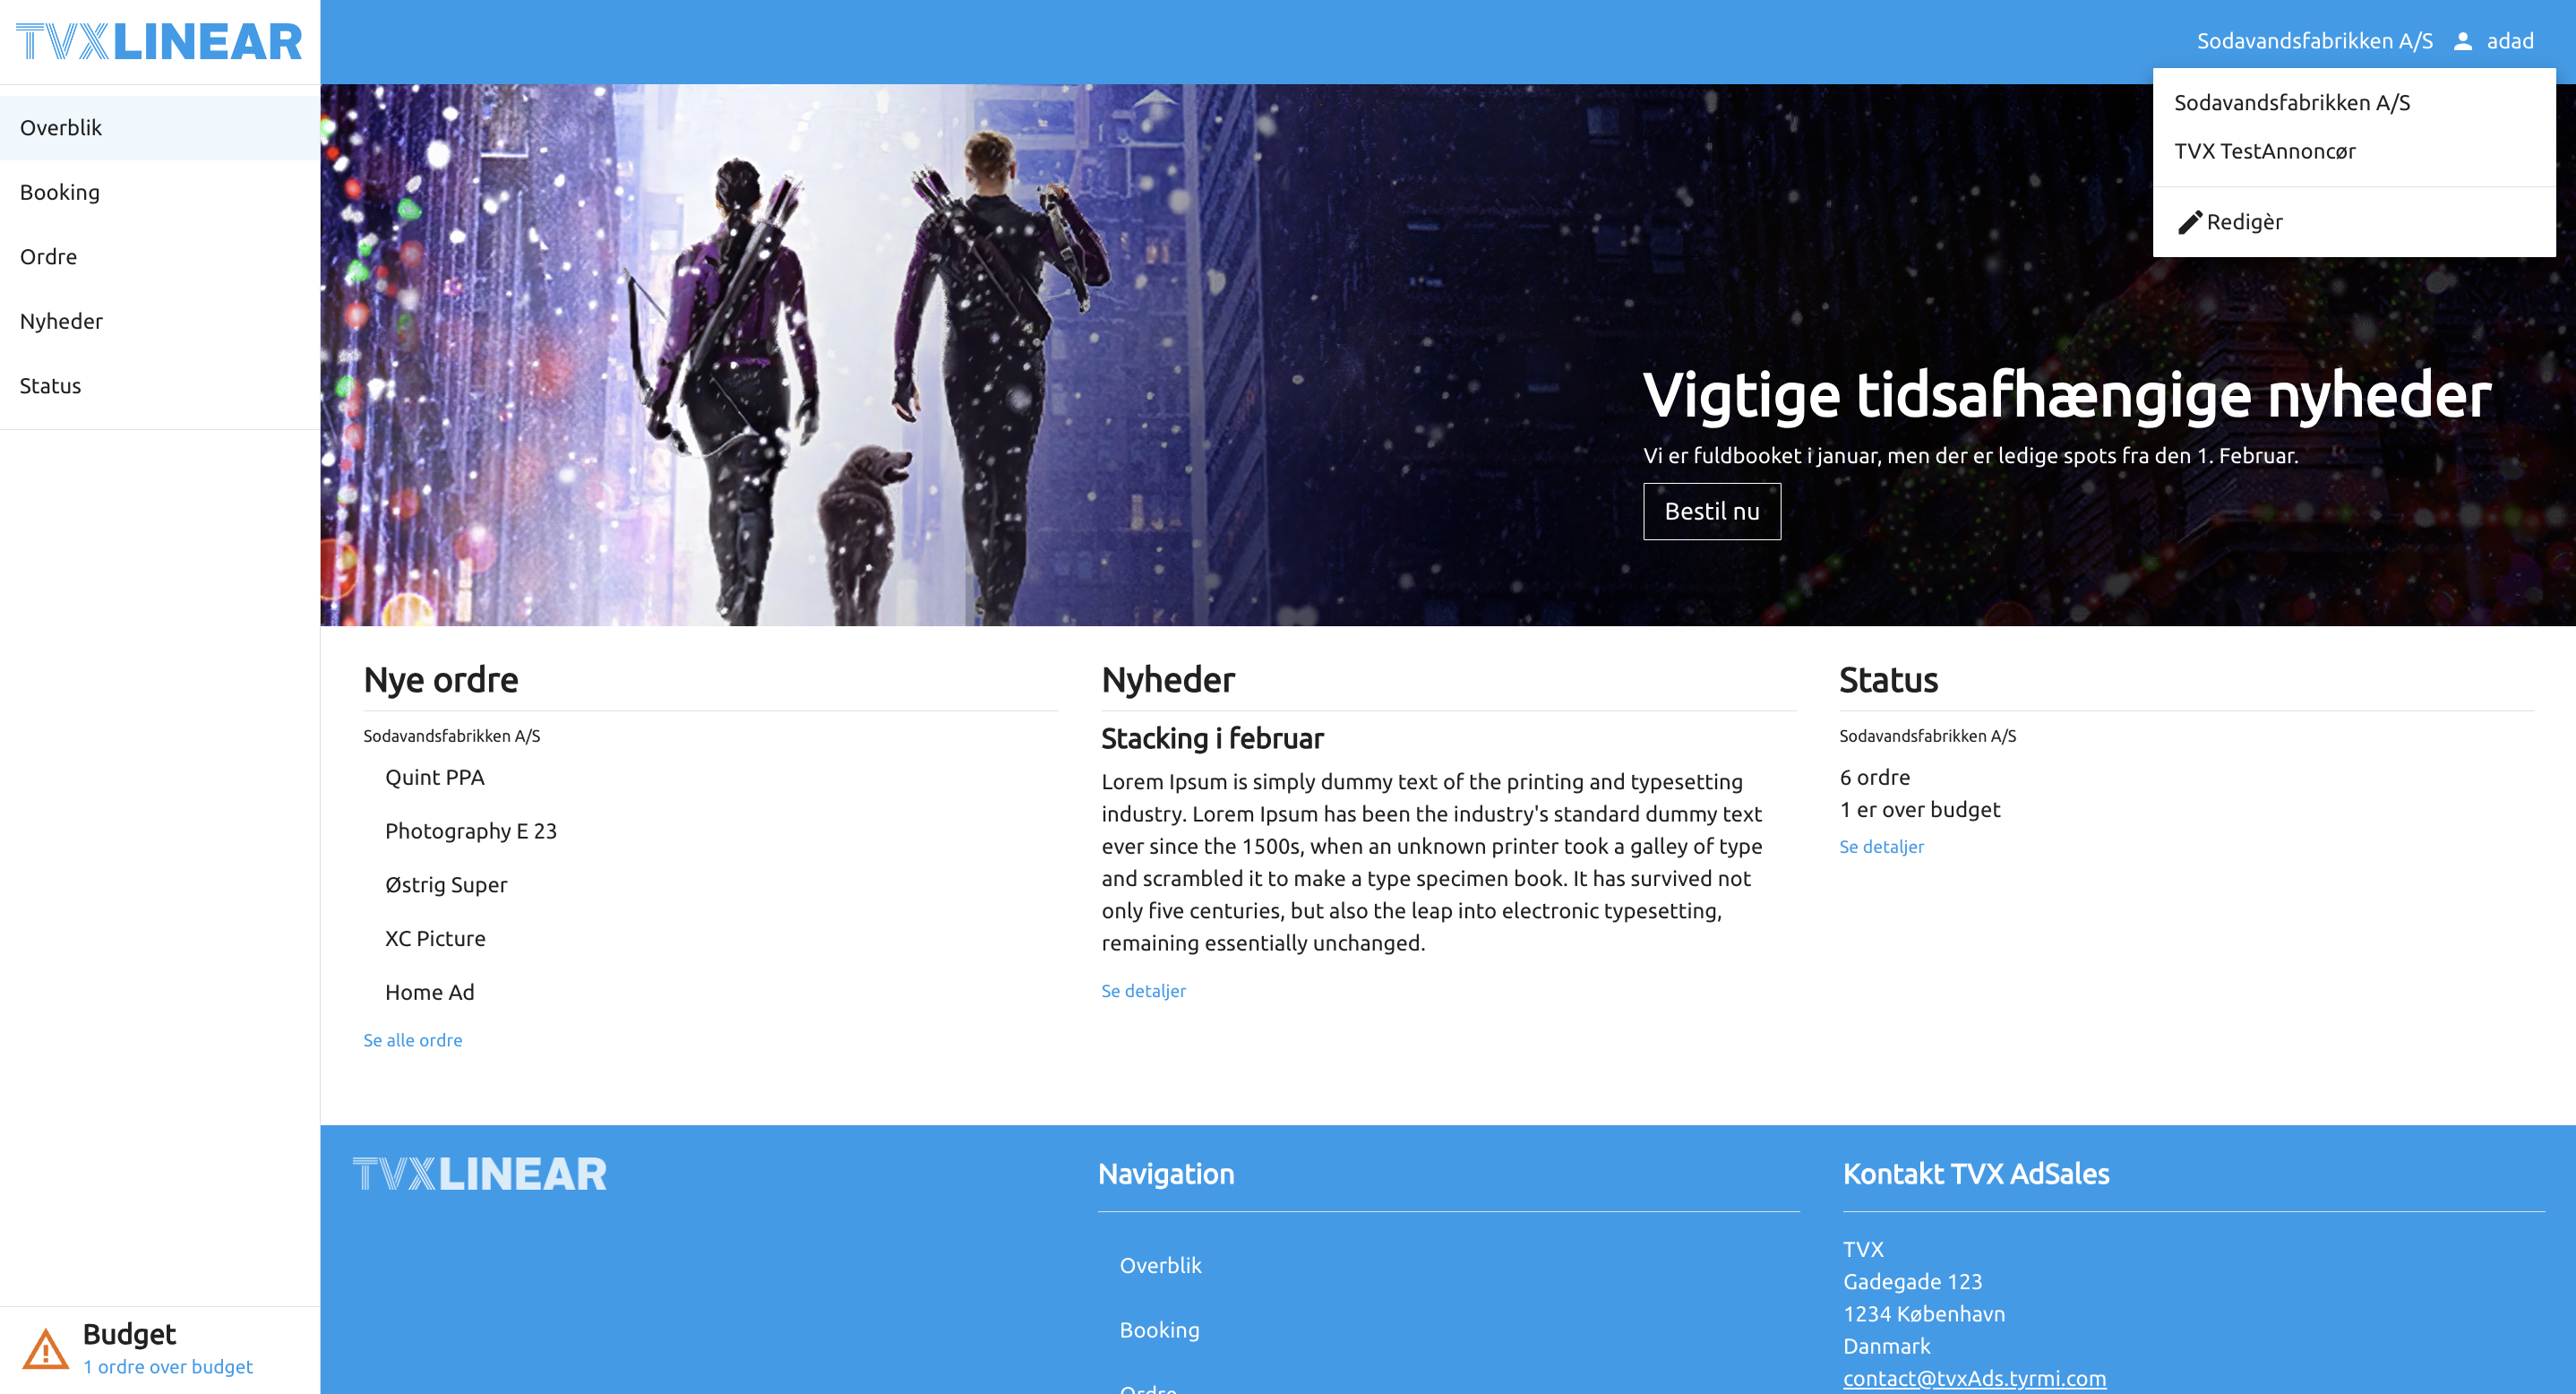 TVXLINEAR
Sodavandsfabrikken A/S adad
Sodavandsfabrikken A/S
TVX TestAnnoncør
Redigèr
Overblik
Booking
Ordre
Nyheder
Status
Vigtige tidsafhængige nyheder
Vi er fuldbooket i januar, men der er ledige spots fra den 1. Februar.
Bestil nu
Nye ordre
Sodavandsfabrikken A/S
Quint PPA
Photography E 23
Østrig Super
XC Picture
Home Ad
Se alle ordre
Nyheder
Stacking i februar
Lorem Ipsum is simply dummy text of the printing and typesetting
industry. Lorem Ipsum has been the industry's standard dummy text
ever since the 1500s, when an unknown printer took a galley of type
and scrambled it to make a type specimen book. It has survived not
only five centuries, but also the leap into electronic typesetting,
remaining essentially unchanged.
Se detaljer
Status
Sodavandsfabrikken A/S
6 ordre
1 er over budget
Se detaljer
Budget
1 ordre over budget
TVXLINEAR
Navigation
Overblik
Booking
Ordre
Kontakt TVX AdSales
TVX
Gadegade 123
1234 København
Danmark
contact@tvxAds.tyrmi.com